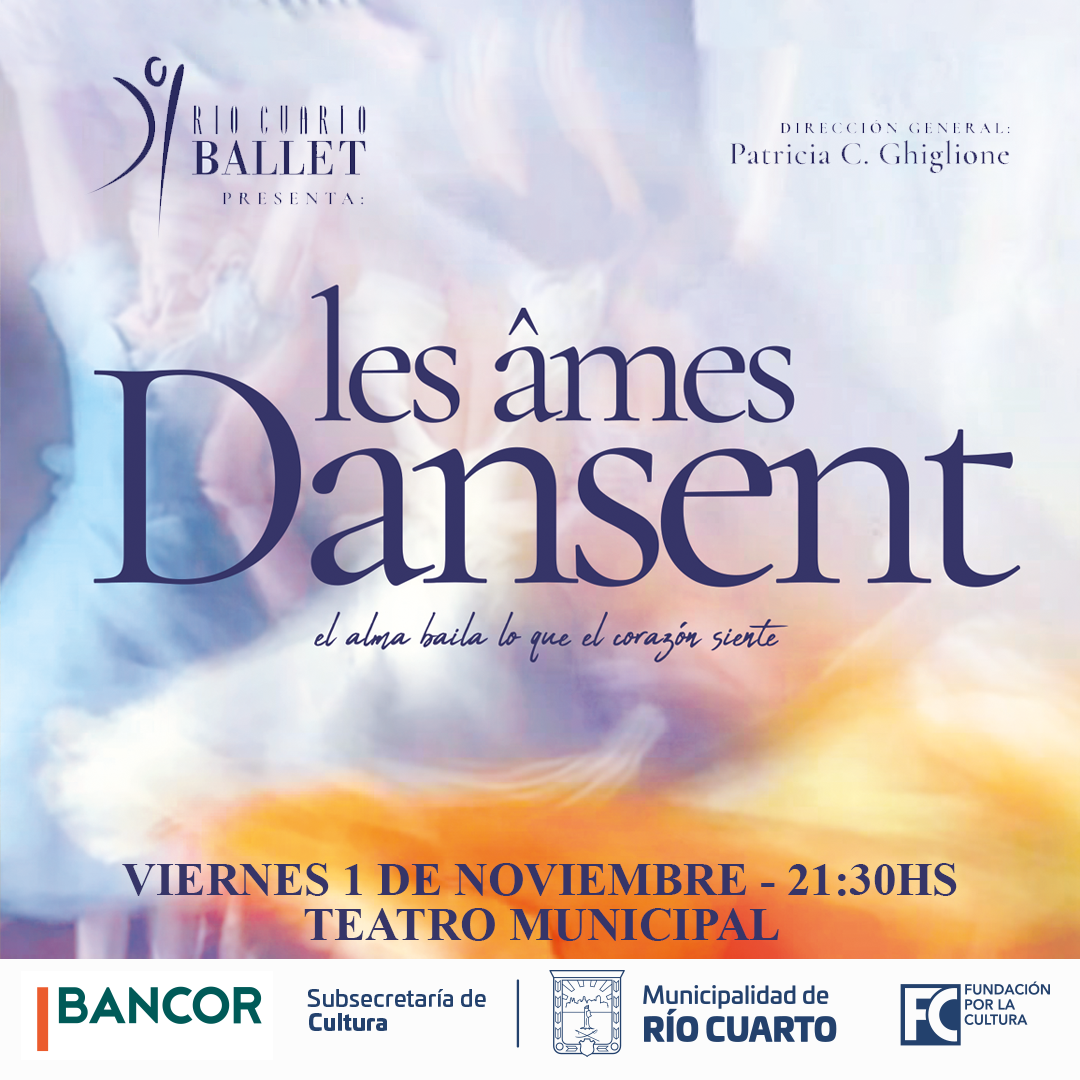 RIO CUARTO
BALLET
PRESENTA:
DIRECCIÓN GENERAL:
Patricia C. Ghiglione
les âmes
Dansent
el alma baila lo que el corazón siente
VIERNES 1 DE NOVIEMBRE - 21:30HS
TEATRO MUNICIPAL
BANCOR
Subsecretaría de
Cultura
Municipalidad de
RÍO CUARTO
FC
FUNDACIÓN
POR LA
CULTURA